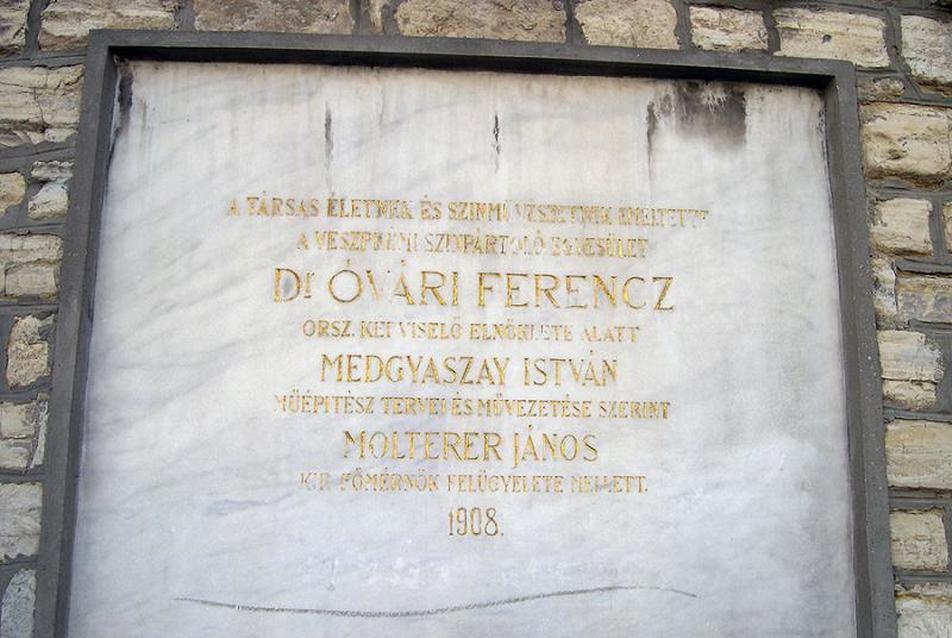 A TÁRSAS ÉLETNEK ÉS SZINMŰVÉSZETNEK EMELTETTE
A VESZPRÉMI SZINPÁRTOLÓ EGYESÜLET
Dr ÓVÁRI FERENCZ
ORSZ. KÉPVISELŐ ELNÖKLETE ALATT
MEDGYASZAY ISTVÁN
MŰÉPITÉSZ TERVEI ÉS MŰVEZETÉSE SZERINT
MOLTERER JÁNOS
KIR. FŐMÉRNÖK FELÜGYELETE MELLETT.
1908.